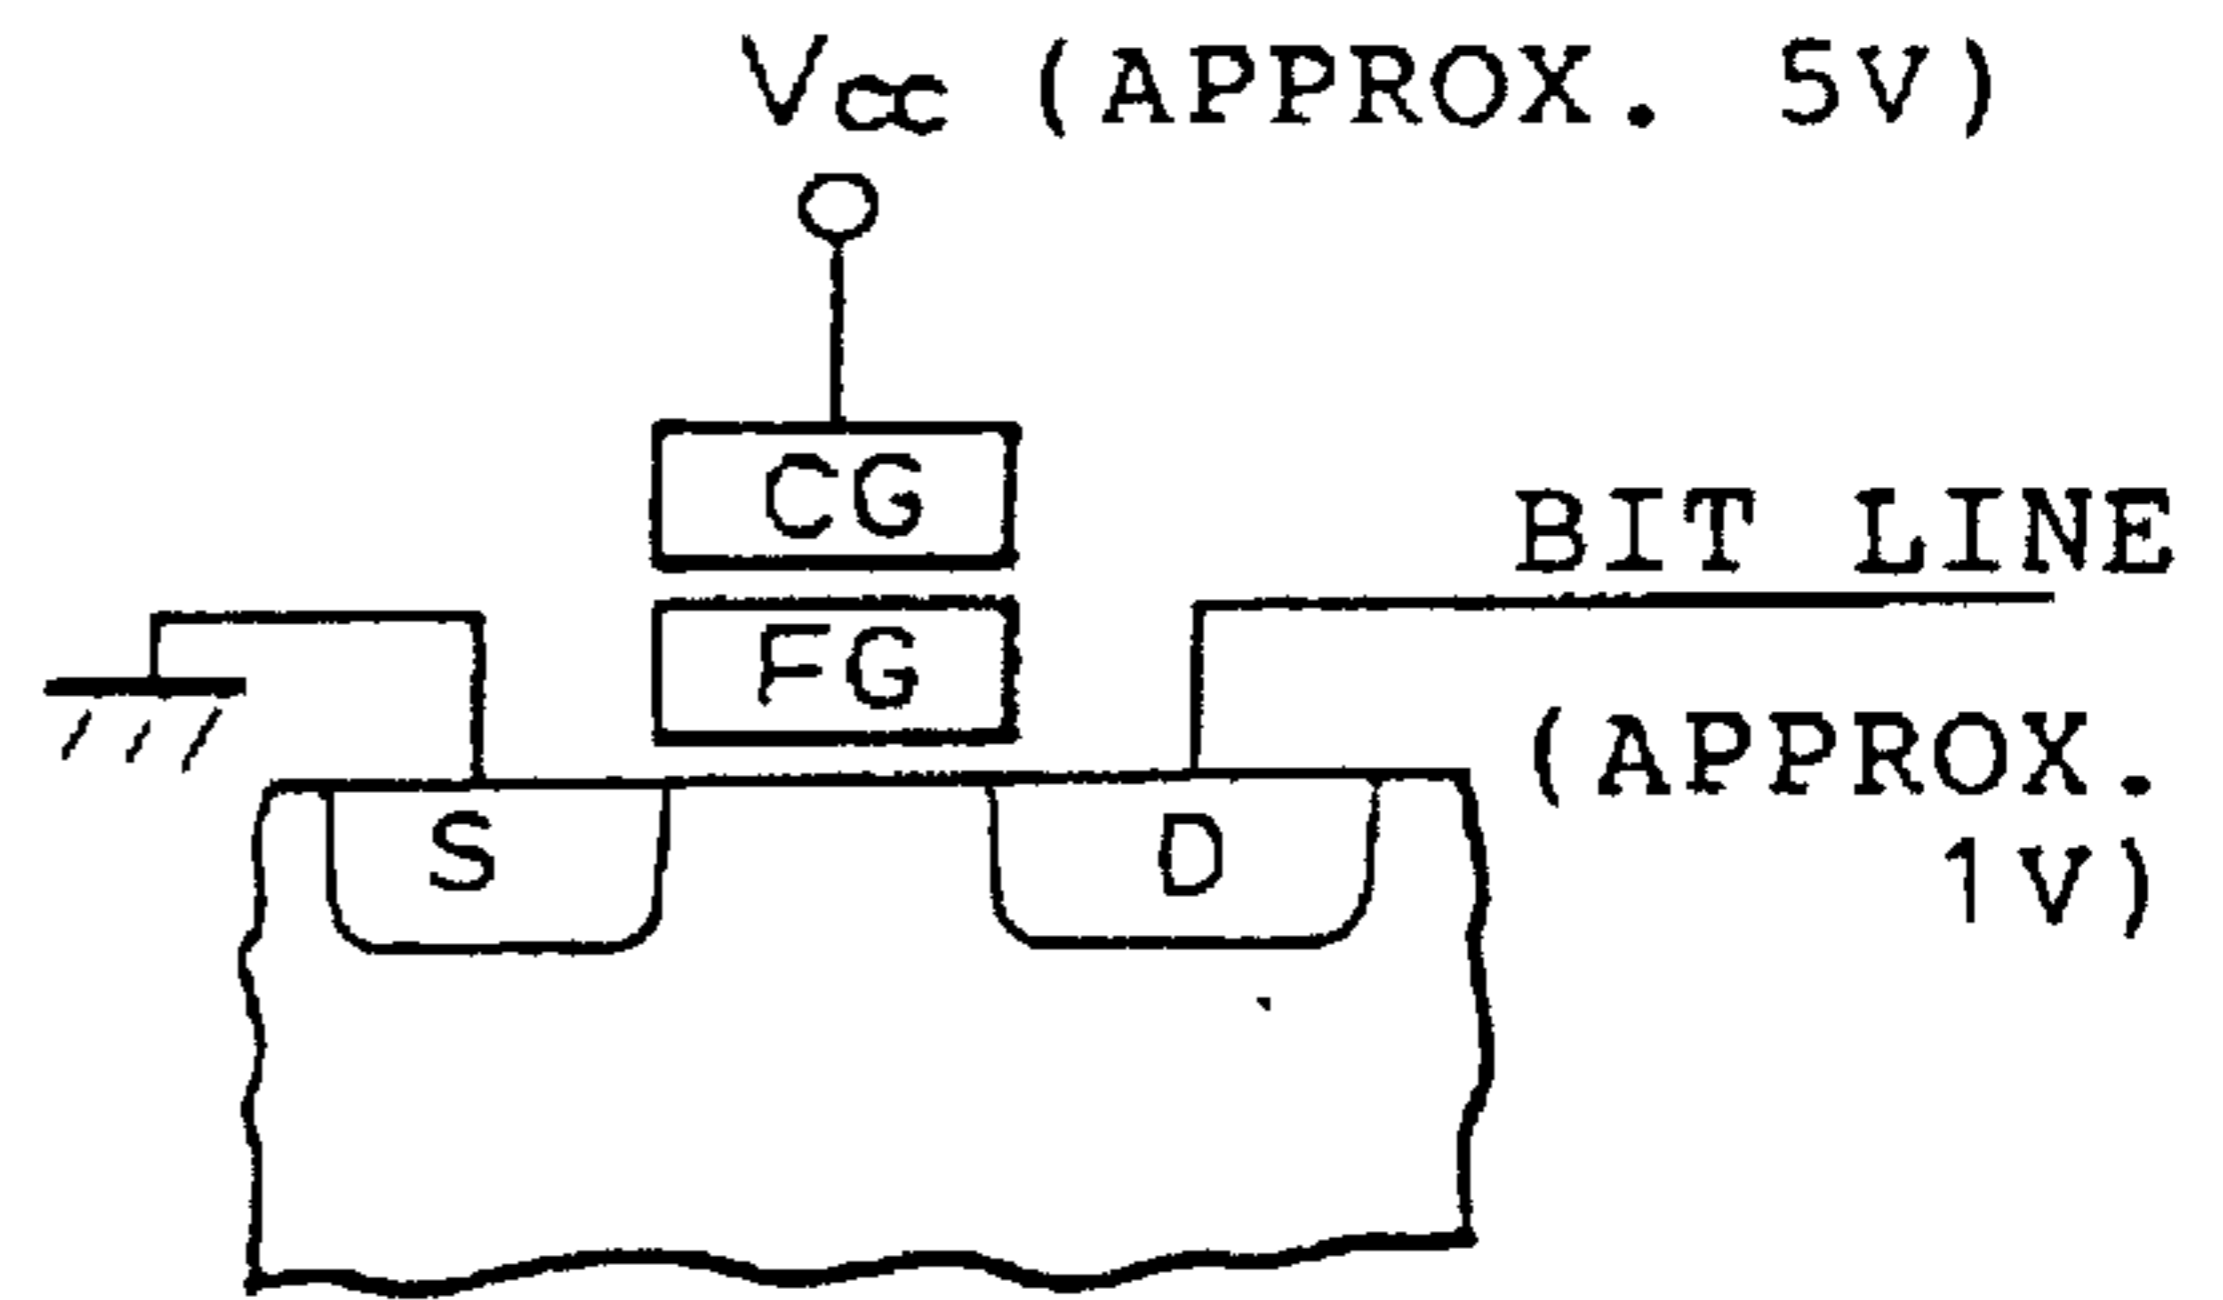 Vcc (APPROX. 5V)
CG
BIT LINE
FG
(APPROX.
1V)
S
D